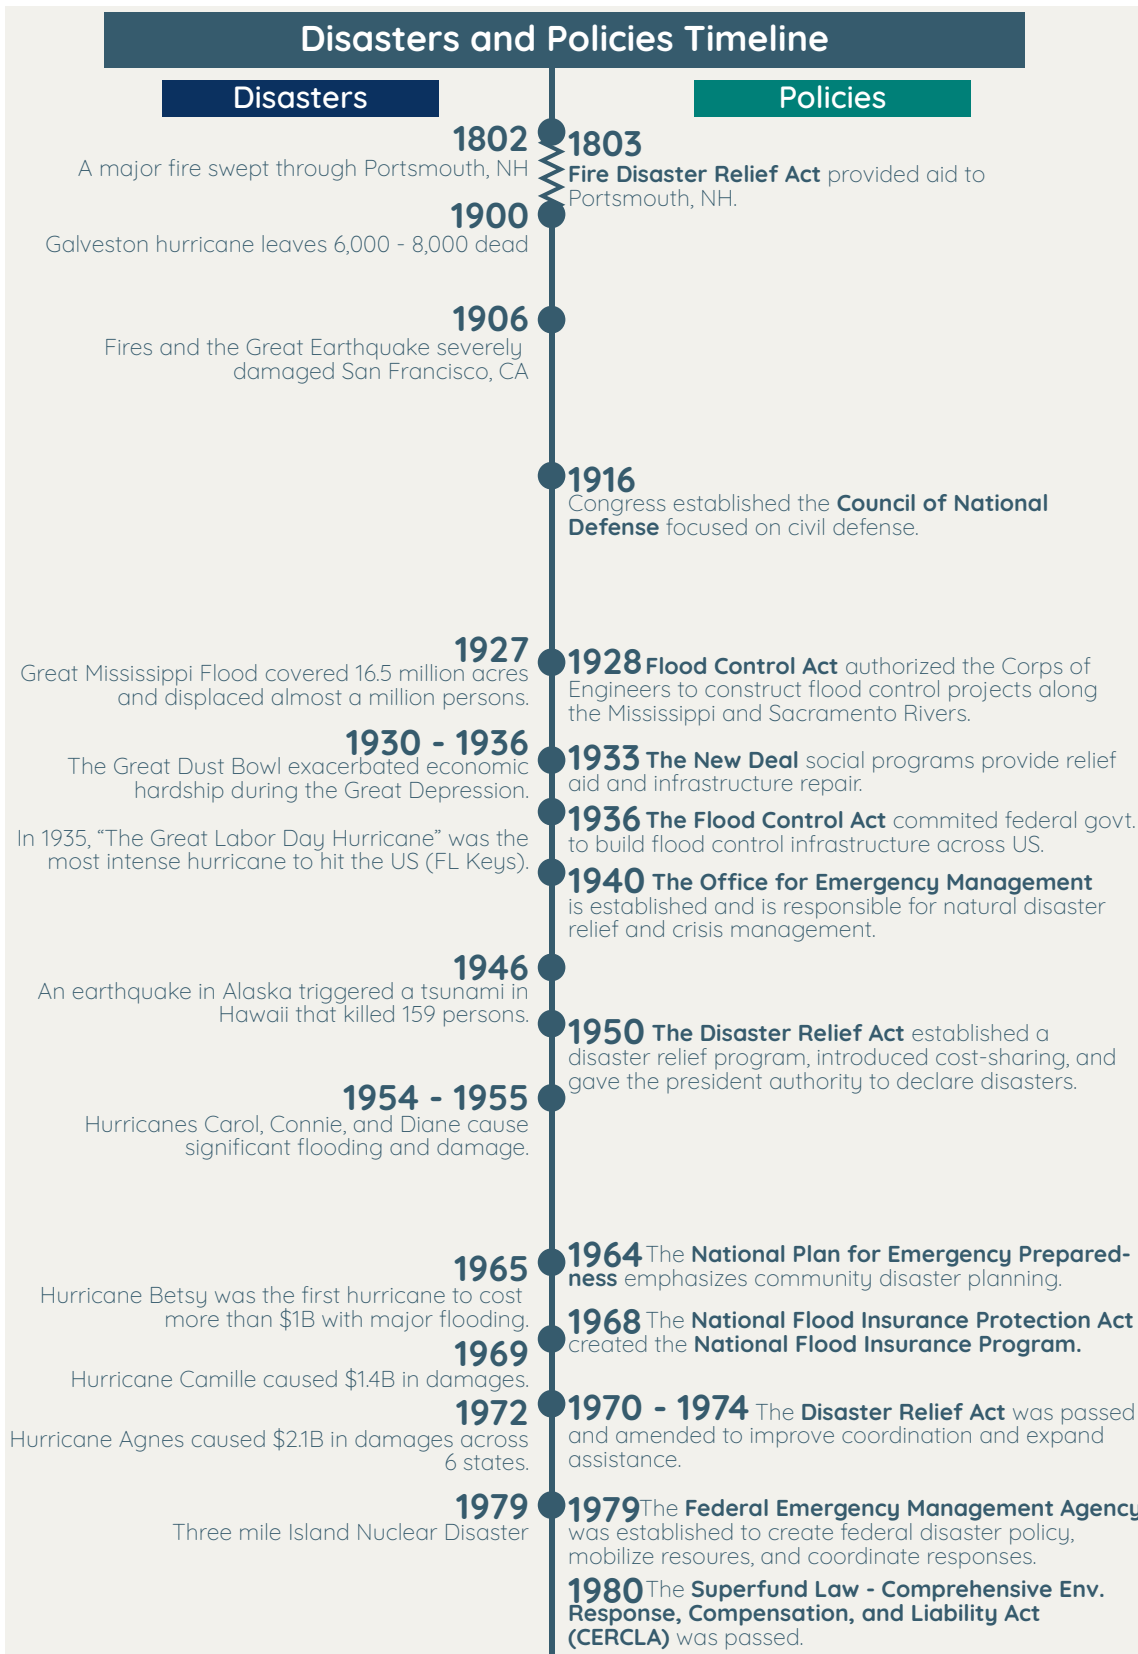 Disasters and Policies Timeline
Disasters
Policies
1802
A major fire swept through Portsmouth, NH
1803
Fire Disaster Relief Act provided aid to
Portsmouth, NH.
1900
Galveston hurricane leaves 6,000 - 8,000 dead
1906
Fires and the Great Earthquake severely
damaged San Francisco, CA
1916
Congress established the Council of National
Defense focused on civil defense.
1927
Great Mississippi Flood covered 16.5 million acres
and displaced almost a million persons.
1928 Flood Control Act authorized the Corps of
Engineers to construct flood control projects along
the Mississippi and Sacramento Rivers.
1930 - 1936
The Great Dust Bowl exacerbated economic
hardship during the Great Depression.
1933 The New Deal social programs provide relief
aid and infrastructure repair.
In 1935, “The Great Labor Day Hurricane” was the
most intense hurricane to hit the US (FL Keys).
1936 The Flood Control Act commited federal govt.
to build flood control infrastructure across US.
1940 The Office for Emergency Management
is established and is responsible for natural disaster
relief and crisis management.
1946
An earthquake in Alaska triggered a tsunami in
Hawaii that killed 159 persons.
1950 The Disaster Relief Act established a
disaster relief program, introduced cost-sharing, and
gave the president authority to declare disasters.
1954 - 1955
Hurricanes Carol, Connie, and Diane cause
significant flooding and damage.
1964 The National Plan for Emergency Prepared-
ness emphasizes community disaster planning.
1965
Hurricane Betsy was the first hurricane to cost
more than $1B with major flooding.
1968 The National Flood Insurance Protection Act
created the National Flood Insurance Program.
1969
Hurricane Camille caused $1.4B in damages.
1972
Hurricane Agnes caused $2.1B in damages across
6 states.
1970 - 1974 The Disaster Relief Act was passed
and amended to improve coordination and expand
assistance.
1979
Three mile Island Nuclear Disaster
1979 The Federal Emergency Management Agency
was established to create federal disaster policy,
mobilize resoures, and coordinate responses.
1980 The Superfund Law - Comprehensive Env.
Response, Compensation, and Liability Act
(CERCLA) was passed.